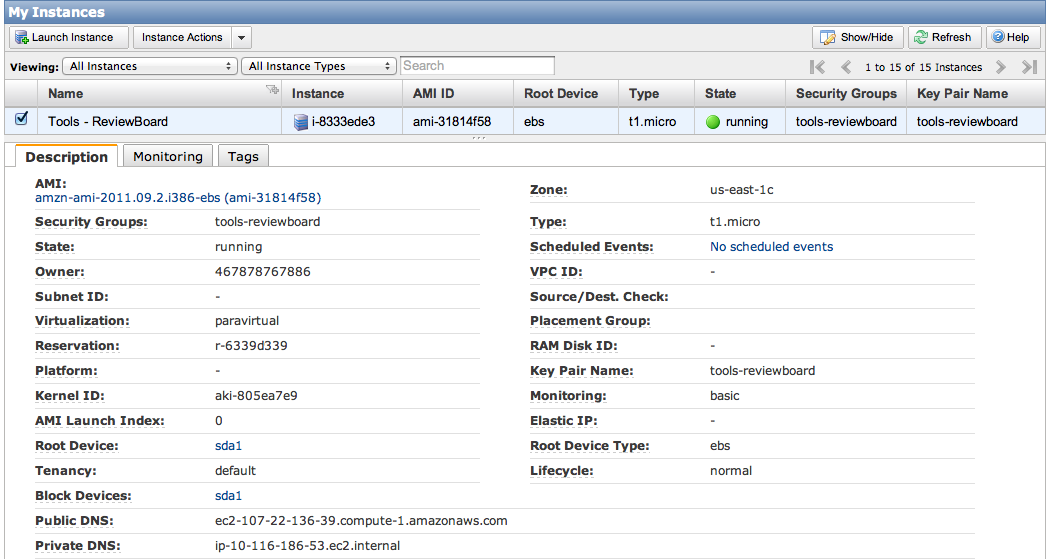 My Instances
Launch Instance Instance Actions Show/Hide Refresh Help
Viewing: All Instances All Instance Types Search 1 to 15 of 15 Instances
Name Instance AMI ID Root Device Type State Security Groups Key Pair Name
Tools - ReviewBoard i-8333ede3 ami-31814f58 ebs t1.micro running tools-reviewboard tools-reviewboard
Description Monitoring Tags
AMI:
amzn-ami-2011.09.2.i386-ebs (ami-31814f58) Zone: us-east-1c
Security Groups: tools-reviewboard Type: t1.micro
State: running Scheduled Events: No scheduled events
Owner: 467878767886 VPC ID: -
Subnet ID: - Source/Dest. Check:
Virtualization: paravirtual Placement Group:
Reservation: r-6339d339 RAM Disk ID: -
Platform: - Key Pair Name: tools-reviewboard
Kernel ID: aki-805ea7e9 Monitoring: basic
AMI Launch Index: 0 Elastic IP: -
Root Device: sda1 Root Device Type: ebs
Tenancy: default Lifecycle: normal
Block Devices: sda1
Public DNS: ec2-107-22-136-39.compute-1.amazonaws.com
Private DNS: ip-10-116-186-53.ec2.internal